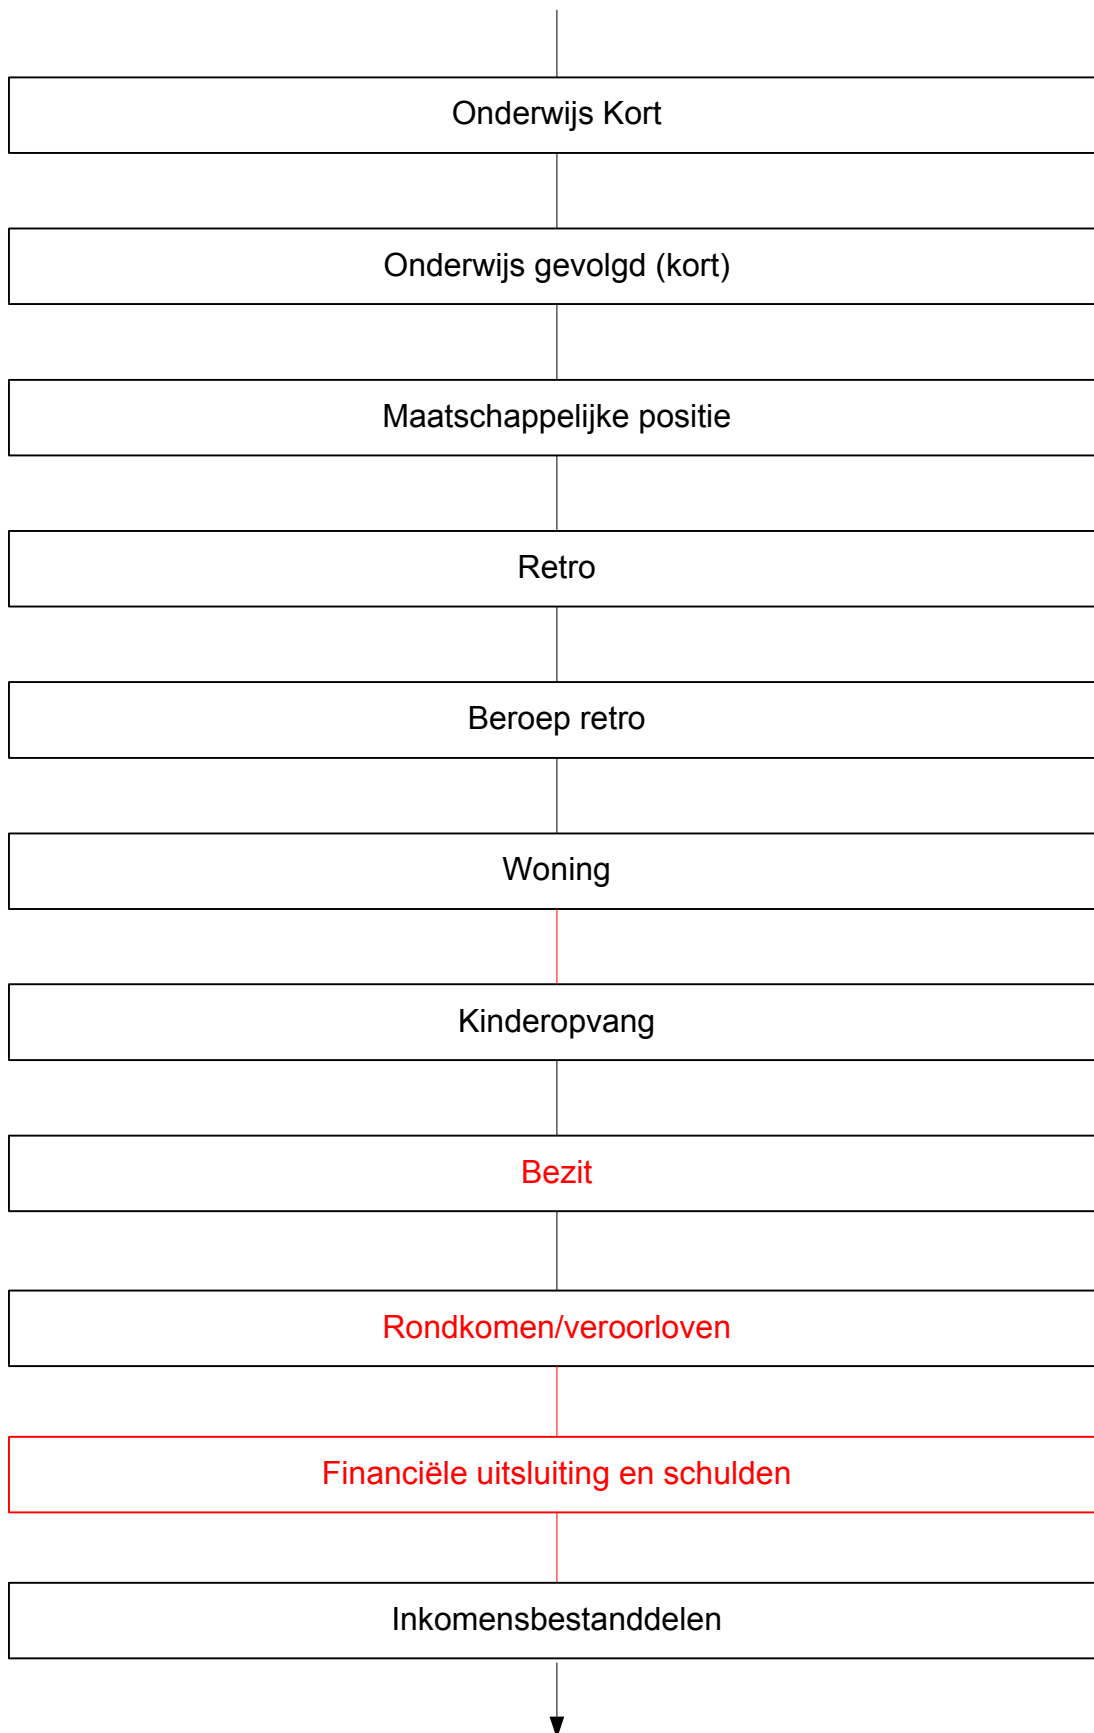 Onderwijs Kort
Onderwijs gevolgd (kort)
Maatschappelijke positie
Retro
Beroep retro
Woning
Kinderopvang
Bezit
Rondkomen/veroorloven
Financiële uitsluiting en schulden
Inkomensbestanddelen